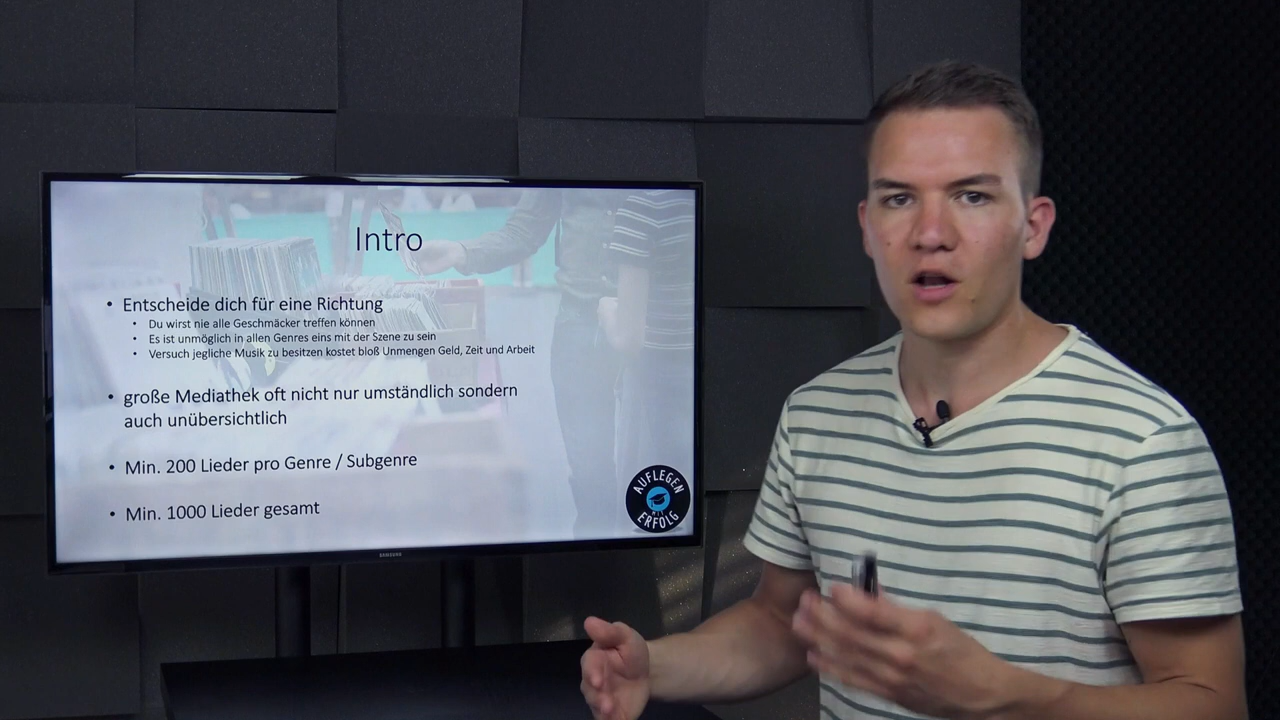 Intro
• Entscheide dich für eine Richtung
• Du wirst nie alle Geschmäcker treffen können
• Es ist unmöglich in allen Genres eins mit der Szene zu sein
• Versuch jegliche Musik zu besitzen kostet bloß Unmengen Geld, Zeit und Arbeit
• große Mediathek oft nicht nur umständlich sondern
auch unübersichtlich
• Min. 200 Lieder pro Genre / Subgenre
• Min. 1000 Lieder gesamt
AUFLEGEN
MIT
ERFOLG
SAMSUNG